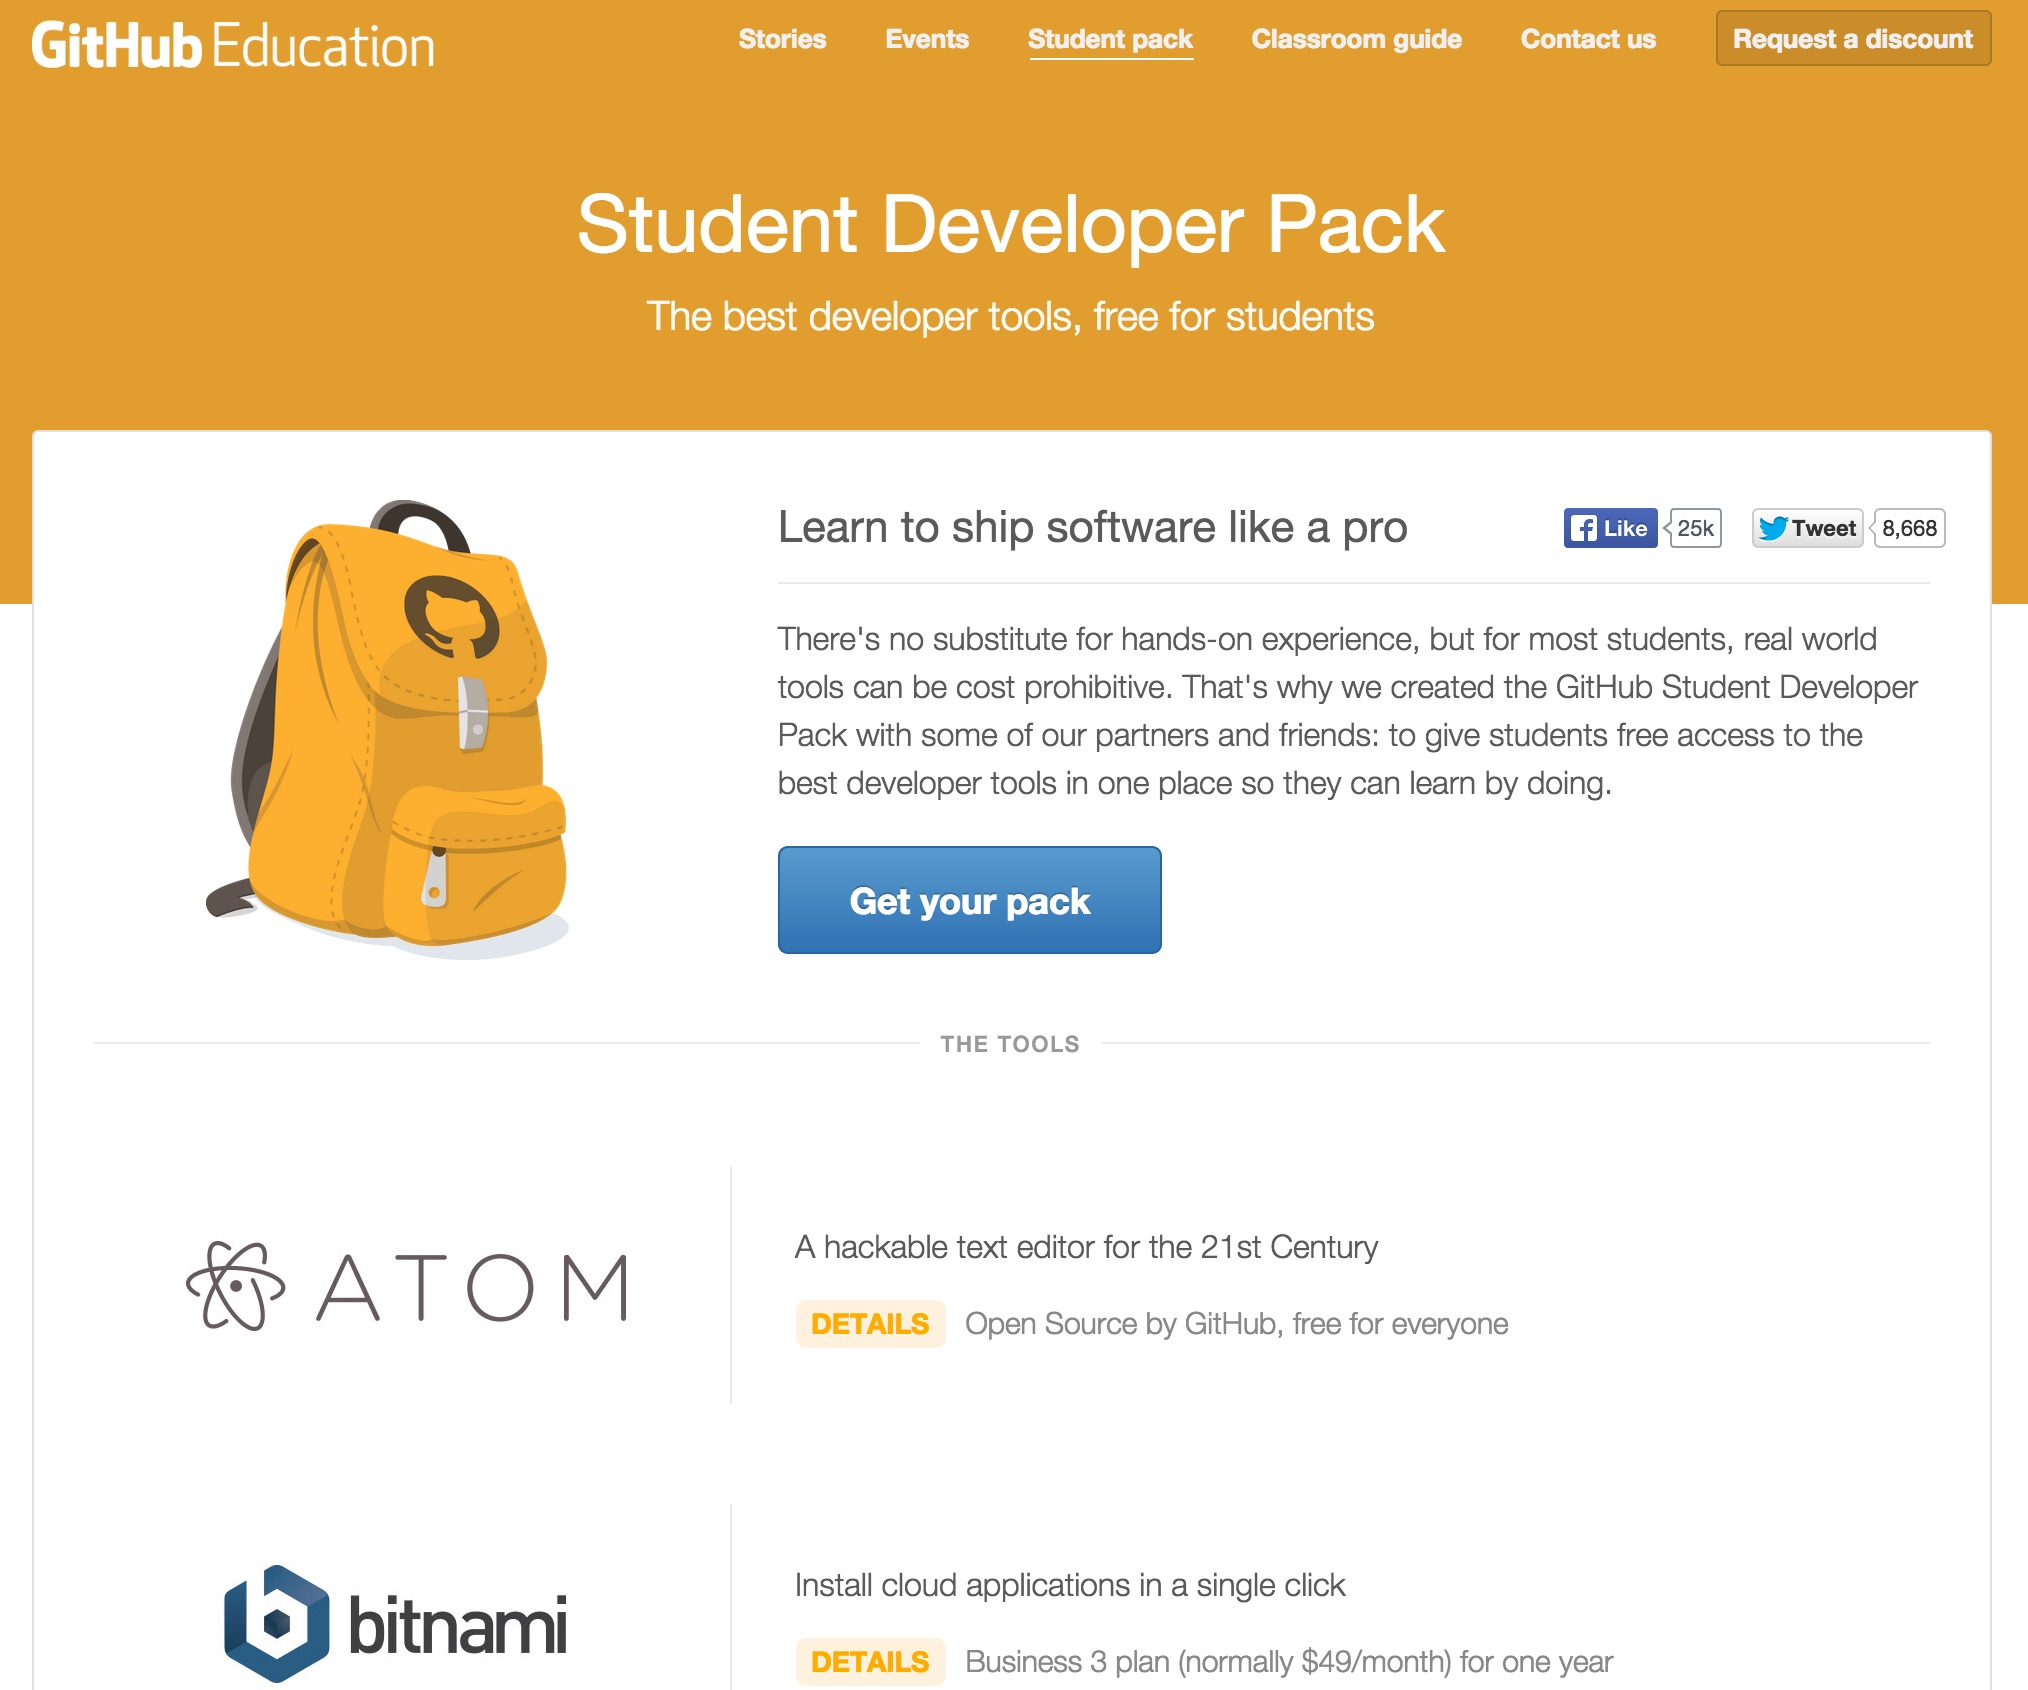 GitHub Education
Stories
Events
Student pack
Classroom guide
Contact us
Request a discount
Student Developer Pack
The best developer tools, free for students
Learn to ship software like a pro
Like
25k
Tweet
8,668
There's no substitute for hands-on experience, but for most students, real world
tools can be cost prohibitive. That's why we created the GitHub Student Developer
Pack with some of our partners and friends: to give students free access to the
best developer tools in one place so they can learn by doing.
Get your pack
THE TOOLS
ATOM
A hackable text editor for the 21st Century
DETAILS Open Source by GitHub, free for everyone
bitnami
Install cloud applications in a single click
DETAILS Business 3 plan (normally $49/month) for one year